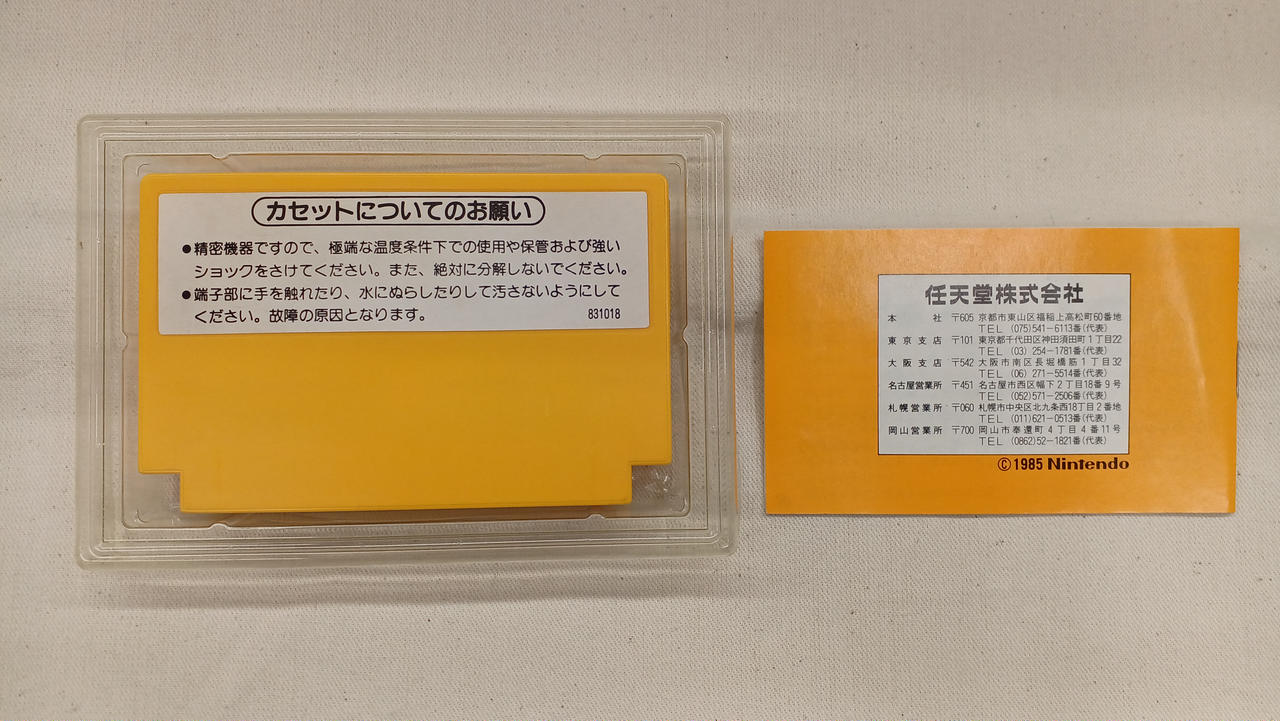 カセットについてのお願い
●精密機器ですので、極端な温度条件下での使用や保管および強い
ショックをさけてください。また、絶対に分解しないでください。
●端子部に手を触れたり、水にぬらしたりして汚さないようにして
ください。故障の原因となります。
831018
任天堂株式会社
本社 〒605 京都市東山区福稲上高松町60番地
TEL (075)541-6113番(代表)
東京支店 〒101 東京都千代田区神田須田町1丁目22
TEL (03) 254-1781番(代表)
大阪支店 〒542 大阪市南区長堀橋筋1丁目32
TEL (06) 271-5514番(代表)
名古屋営業所 〒451 名古屋市西区幅下2丁目18番9号
TEL (052)571-2506番(代表)
札幌営業所 〒060 札幌市中央区北九条西18丁目2番地
TEL (011)621-0513番(代表)
岡山営業所 〒700 岡山市奉還町4丁目4番11号
TEL (0862)52-1821番(代表)
©1985 Nintendo